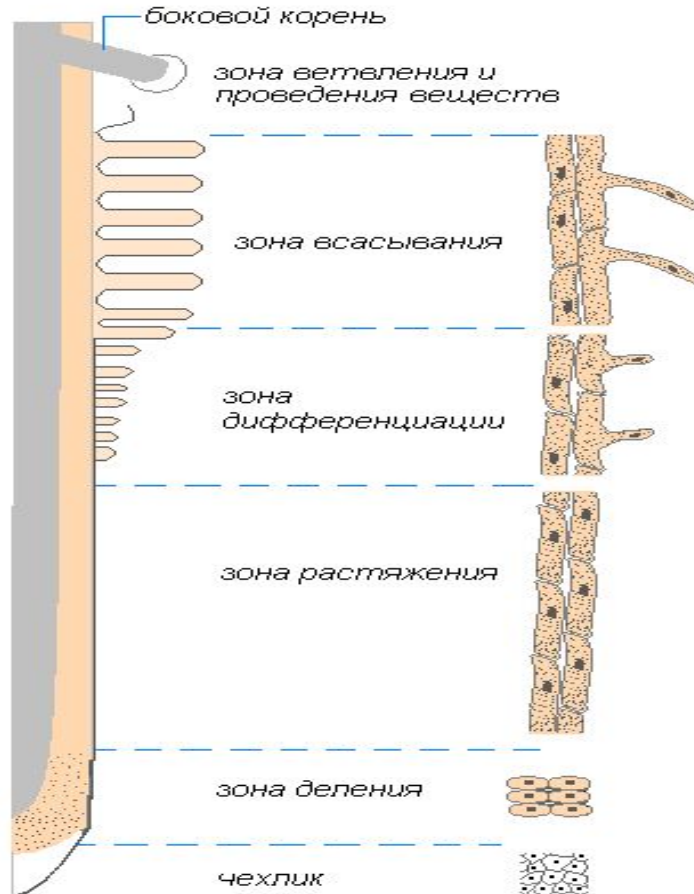 боковой корень
зона ветвления и
проведения веществ
зона всасывания
зона
дифференциации
зона растяжения
зона деления
чехлик